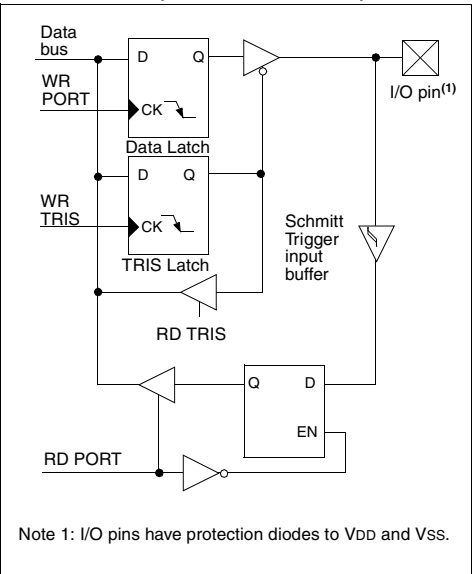 Data
bus
D
Q
WR
PORT
I/O pin(1)
CK
Data Latch
D
Q
WR
TRIS
CK
Schmitt
Trigger
input
buffer
TRIS Latch
RD TRIS
Q
D
EN
RD PORT
Note 1: I/O pins have protection diodes to VDD and VSS.